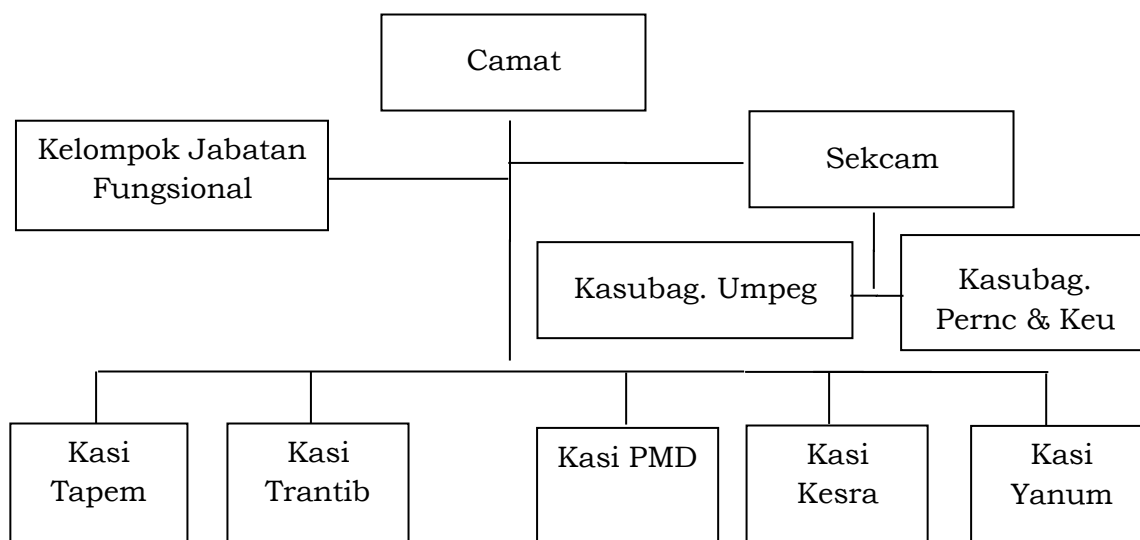 Camat
Kelompok Jabatan
Fungsional
Sekcam
Kasubag. Umpeg
Kasubag.
Pernc & Keu
Kasi
Tapem
Kasi
Trantib
Kasi PMD
Kasi
Kesra
Kasi
Yanum